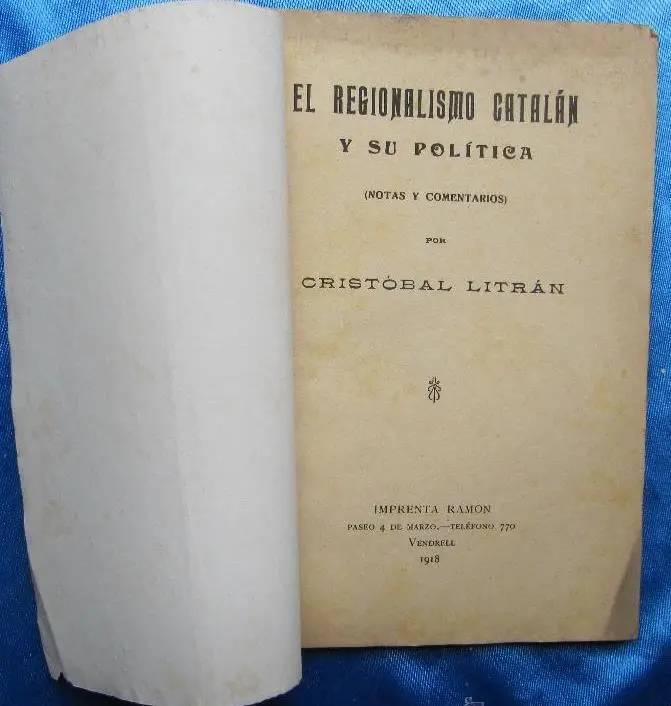 EL REGIONALISMO CATALÁN
Y SU POLÍTICA
(NOTAS Y COMENTARIOS)
POR
CRISTÓBAL LITRÁN
IMPRENTA RAMON
PASEO 4 DE MARZO.—TELÉFONO 770
VENDRELL
1918